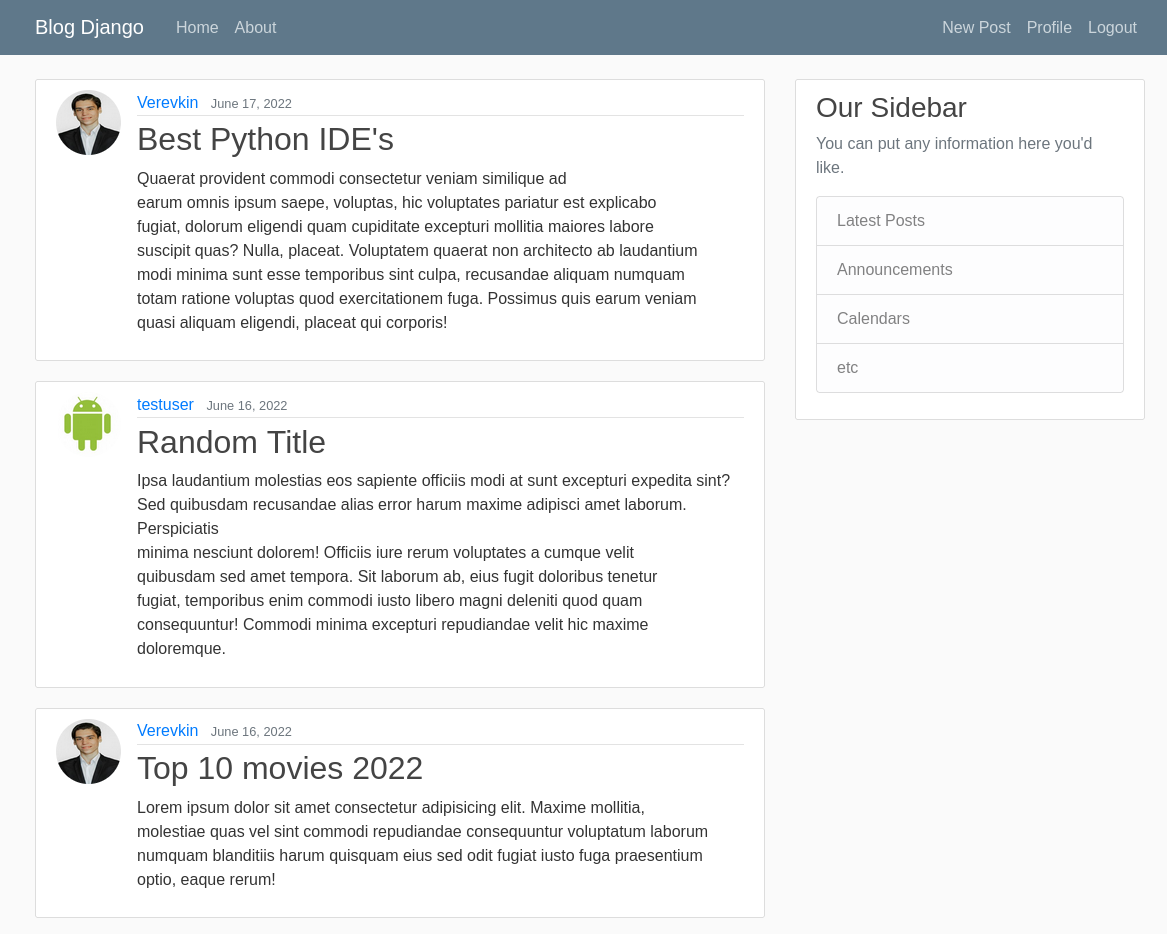 Blog Django Home About New Post Profile Logout
Verevkin June 17, 2022
Best Python IDE's
Quaerat provident commodi consectetur veniam similique ad
earum omnis ipsum saepe, voluptas, hic voluptates pariatur est explicabo
fugiat, dolorum eligendi quam cupiditate excepturi mollitia maiores labore
suscipit quas? Nulla, placeat. Voluptatem quaerat non architecto ab laudantium
modi minima sunt esse temporibus sint culpa, recusandae aliquam numquam
totam ratione voluptas quod exercitationem fuga. Possimus quis earum veniam
quasi aliquam eligendi, placeat qui corporis!
testuser June 16, 2022
Random Title
Ipsa laudantium molestias eos sapiente officiis modi at sunt excepturi expedita sint?
Sed quibusdam recusandae alias error harum maxime adipisci amet laborum.
Perspiciatis
minima nesciunt dolorem! Officiis iure rerum voluptates a cumque velit
quibusdam sed amet tempora. Sit laborum ab, eius fugit doloribus tenetur
fugiat, temporibus enim commodi iusto libero magni deleniti quod quam
consequuntur! Commodi minima excepturi repudiandae velit hic maxime
doloremque.
Verevkin June 16, 2022
Top 10 movies 2022
Lorem ipsum dolor sit amet consectetur adipisicing elit. Maxime mollitia,
molestiae quas vel sint commodi repudiandae consequuntur voluptatum laborum
numquam blanditiis harum quisquam eius sed odit fugiat iusto fuga praesentium
optio, eaque rerum!
Our Sidebar
You can put any information here you'd
like.
Latest Posts
Announcements
Calendars
etc